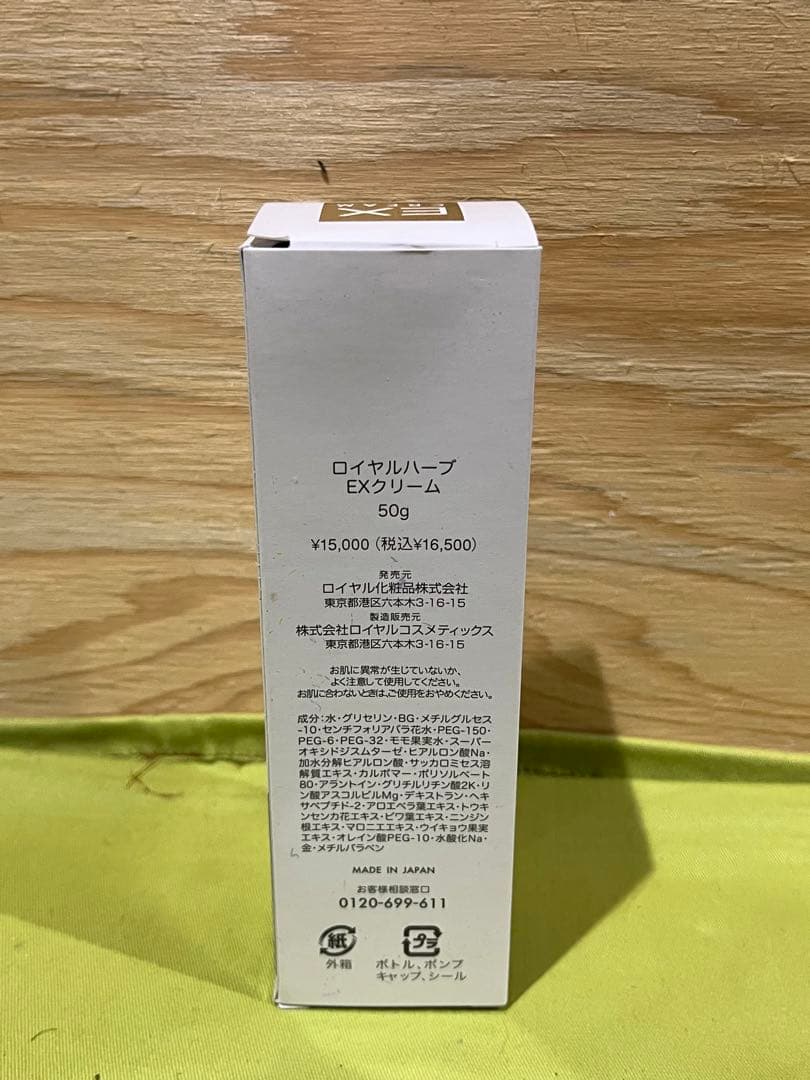 EX
CREAM
ロイヤルハーブ
EXクリーム
50g
¥15,000（税込¥16,500）
発売元
ロイヤル化粧品株式会社
東京都港区六本木3-16-15
製造販売元
株式会社ロイヤルコスメティックス
東京都港区六本木3-16-15
お肌に異常が生じていないか、
よく注意して使用してください。
お肌に合わないときは、ご使用をおやめください。
成分：水・グリセリン・BG・メチルグルセス
-10・センチフォリアバラ花水・PEG-150・
PEG-6・PEG-32・モモ果実水・スーパー
オキシドジスムターゼ・ヒアルロン酸Na・
加水分解ヒアルロン酸・サッカロミセス溶
解質エキス・カルボマー・ポリソルベート
80・アラントイン・グリチルリチン酸2K・リ
ン酸アスコルビルMg・デキストラン・ヘキ
サペプチド-2・アロエベラ葉エキス・トウキ
ンセンカ花エキス・ビワ葉エキス・ニンジン
根エキス・マロニエエキス・ウイキョウ果実
エキス・オレイン酸PEG-10・水酸化Na・
金・メチルパラベン
MADE IN JAPAN
お客様相談窓口
0120-699-611
紙
外箱
プラ
ボトル、ポンプ
キャップ、シール